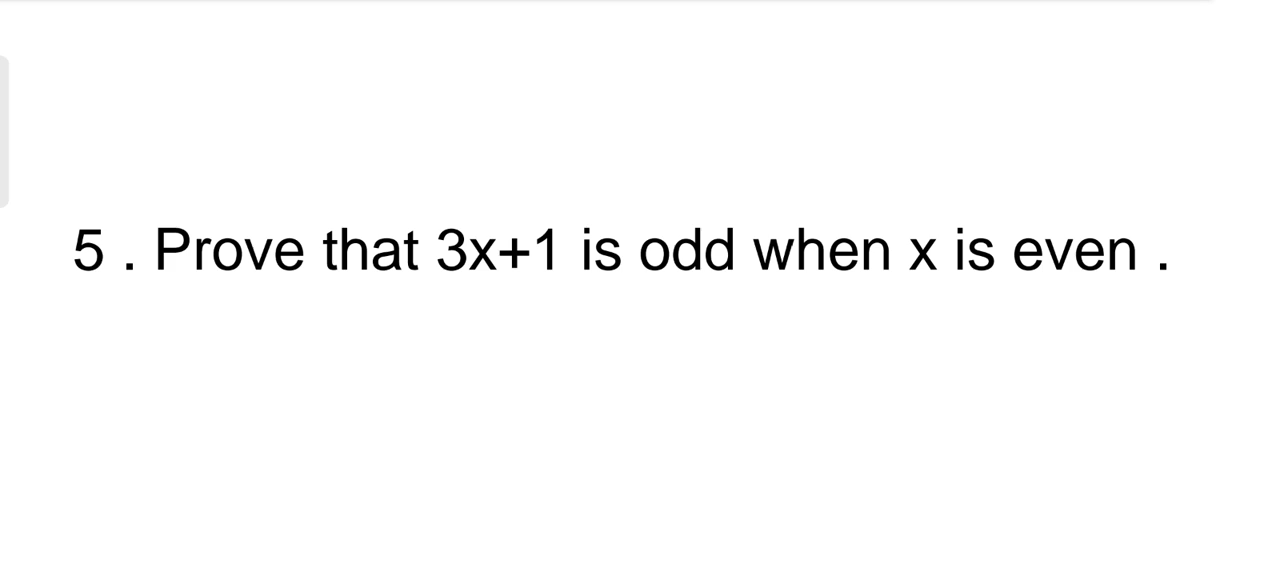 5 . Prove that 3x+1 is odd when x is even .